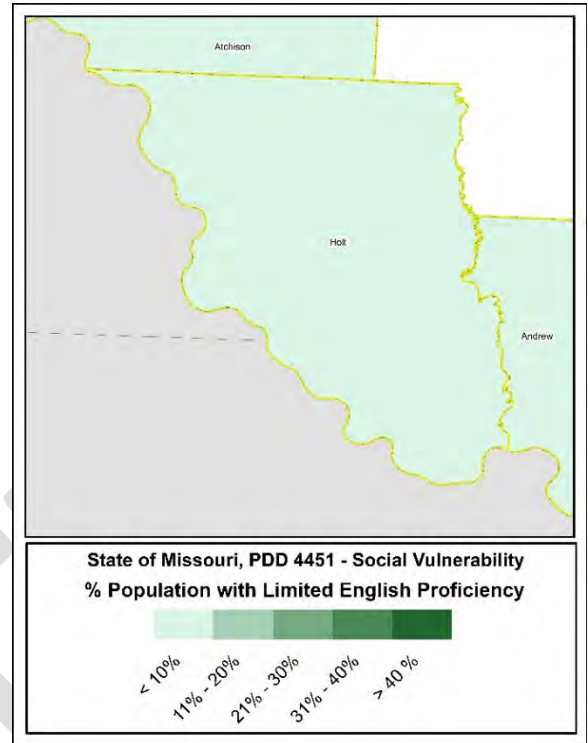 Atchison
Holt
Andrew
State of Missouri, PDD 4451 - Social Vulnerability
% Population with Limited English Proficiency
< 10%
11% - 20%
21% - 30%
31% - 40%
> 40 %